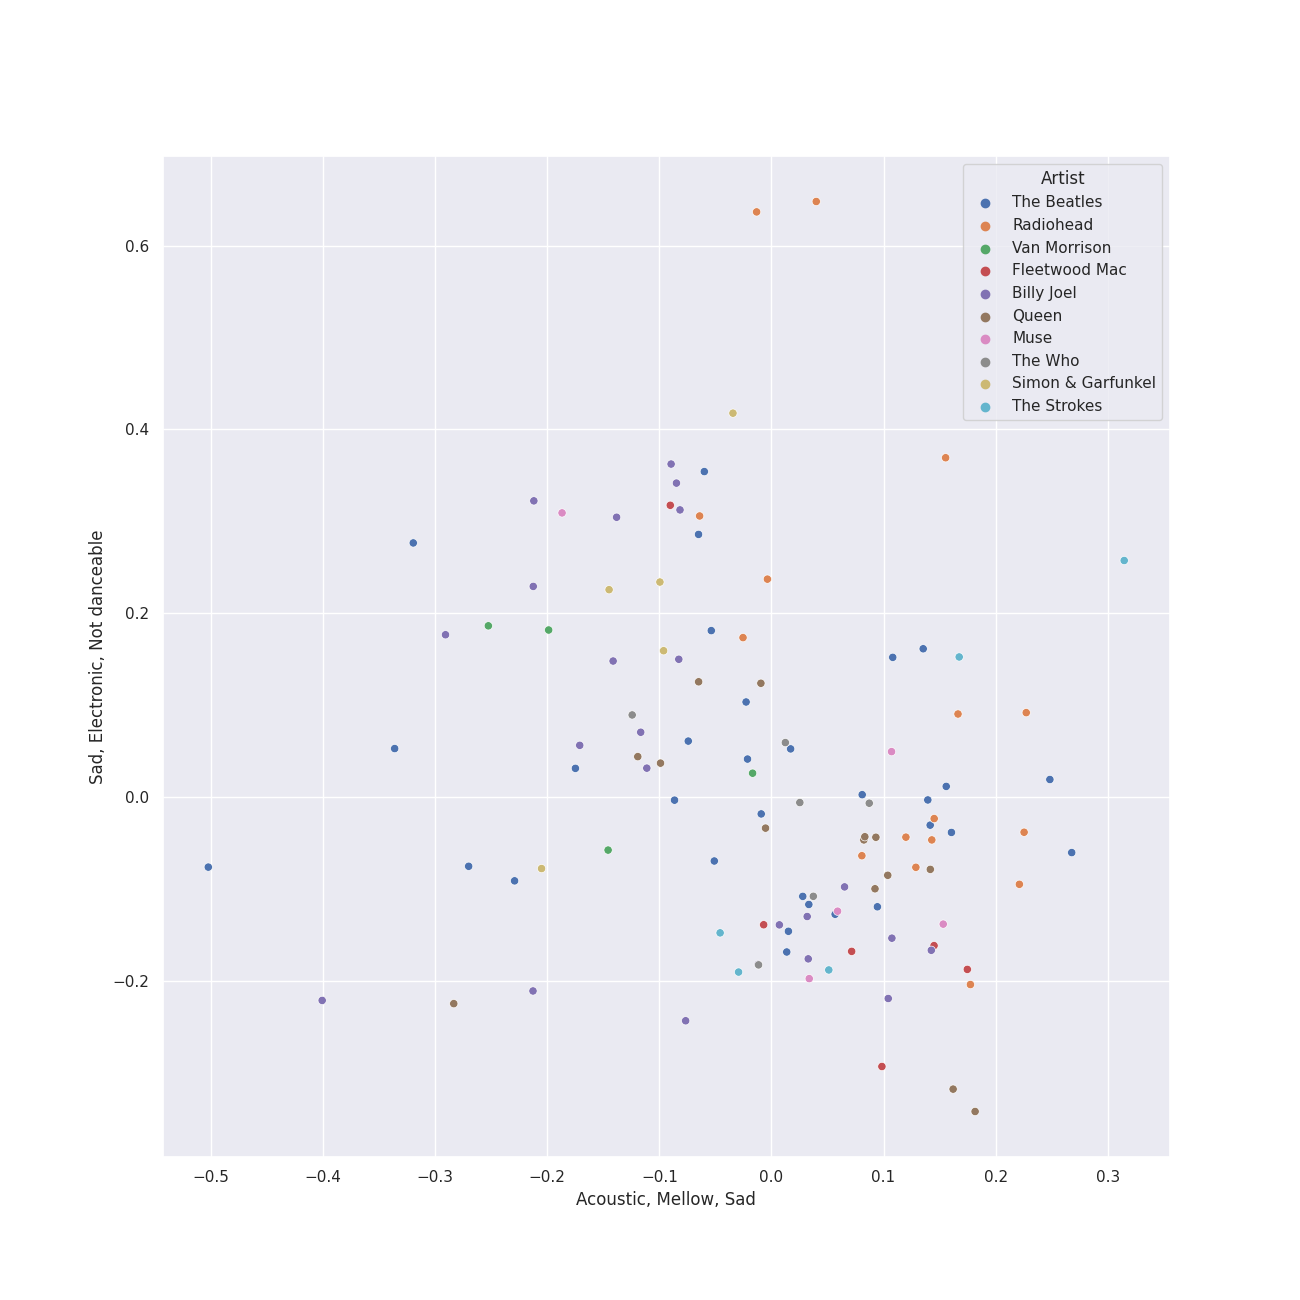 Artist
The Beatles
Radiohead
Van Morrison
Fleetwood Mac
Billy Joel
Queen
Muse
The Who
Simon & Garfunkel
The Strokes
0.6
0.4
0.2
0.0
−0.2
Sad, Electronic, Not danceable
−0.5 −0.4 −0.3 −0.2 −0.1 0.0 0.1 0.2 0.3
Acoustic, Mellow, Sad